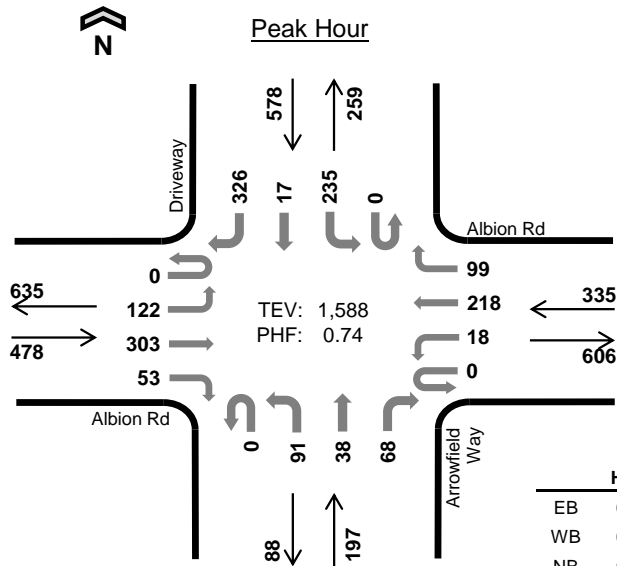 Peak Hour
N
578
259
Driveway
326
17
235
0
Albion Rd
0
99
635
122
TEV: 1,588
218
335
478
303
PHF: 0.74
18
606
53
0
Albion Rd
0
91
38
68
Arrowfield
Way
88
197
EB
WB